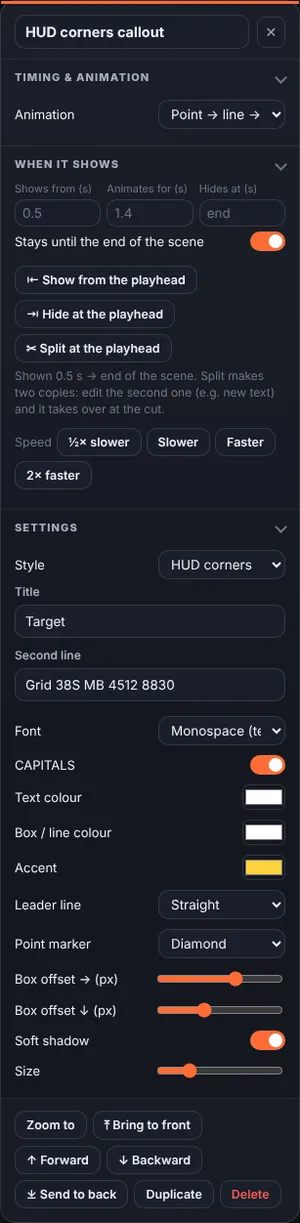 HUD corners callout
×
TIMING & ANIMATION
Animation Point → line →
WHEN IT SHOWS
Shows from (s) Animates for (s) Hides at (s)
0.5 1.4 end
Stays until the end of the scene
⇤ Show from the playhead
⇥ Hide at the playhead
✂ Split at the playhead
Shown 0.5 s → end of the scene. Split makes
two copies: edit the second one (e.g. new text)
and it takes over at the cut.
Speed ½× slower Slower Faster
2× faster
SETTINGS
Style HUD corners
Title
Target
Second line
Grid 38S MB 4512 8830
Font Monospace (te
CAPITALS
Text colour
Box / line colour
Accent
Leader line Straight
Point marker Diamond
Box offset → (px)
Box offset ↓ (px)
Soft shadow
Size
Zoom to ⤒ Bring to front
↑ Forward ↓ Backward
⤓ Send to back Duplicate Delete